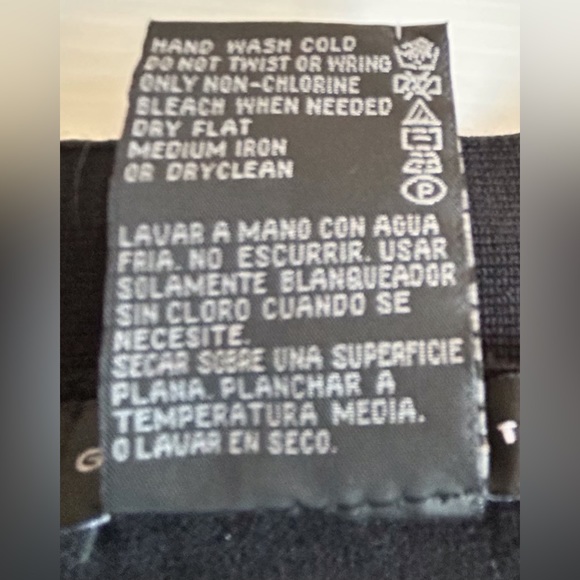 HAND WASH COLD
DO NOT TWIST OR WRING
ONLY NON-CHLORINE
BLEACH WHEN NEEDED
DRY FLAT
MEDIUM IRON
OR DRYCLEAN
P
LAVAR A MANO CON AGUA
FRIA. NO ESCURRIR. USAR
SOLAMENTE BLANQUEADOR
SIN CLORO CUANDO SE
NECESITE.
SECAR SOBRE UNA SUPERFICIE
PLANA. PLANCHAR A
TEMPERATURA MEDIA.
O LAVAR EN SECO.
G
T